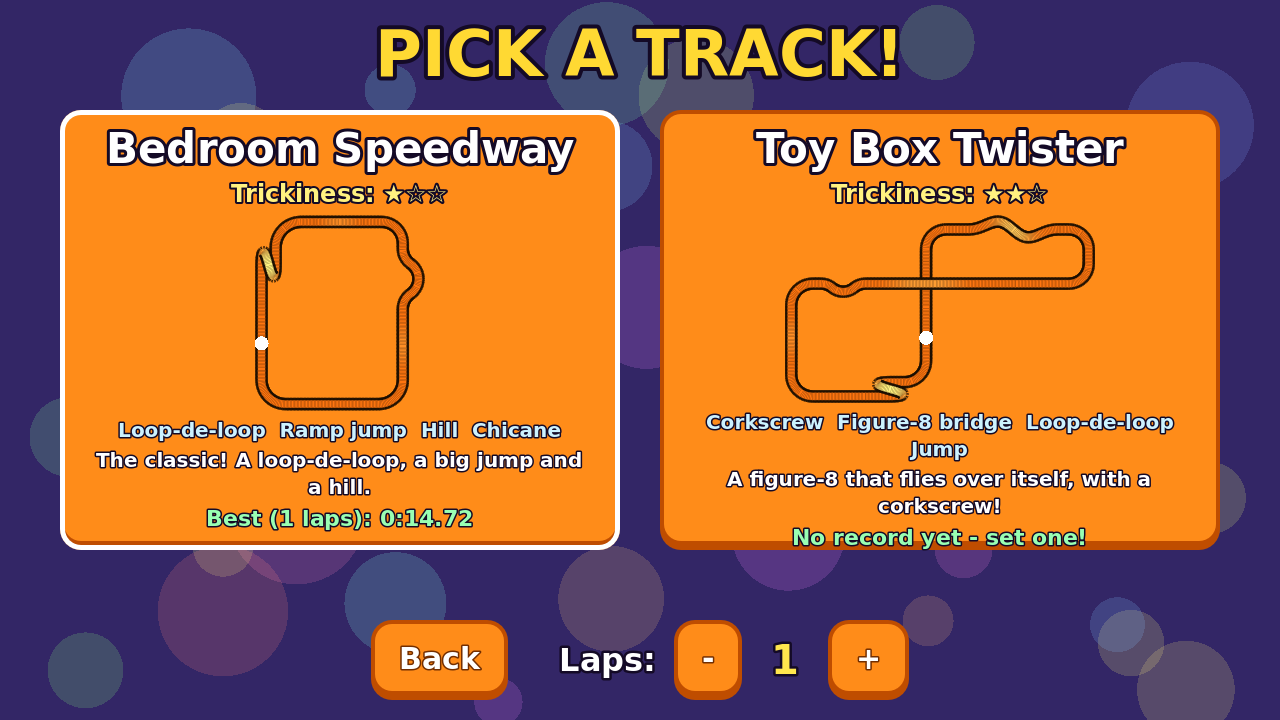 PICK A TRACK!
Bedroom Speedway
Trickiness: ★☆☆
Loop-de-loop  Ramp jump  Hill  Chicane
The classic! A loop-de-loop, a big jump and
a hill.
Best (1 laps): 0:14.72
Toy Box Twister
Trickiness: ★★☆
Corkscrew  Figure-8 bridge  Loop-de-loop
Jump
A figure-8 that flies over itself, with a
corkscrew!
No record yet - set one!
Back
Laps: - 1 +